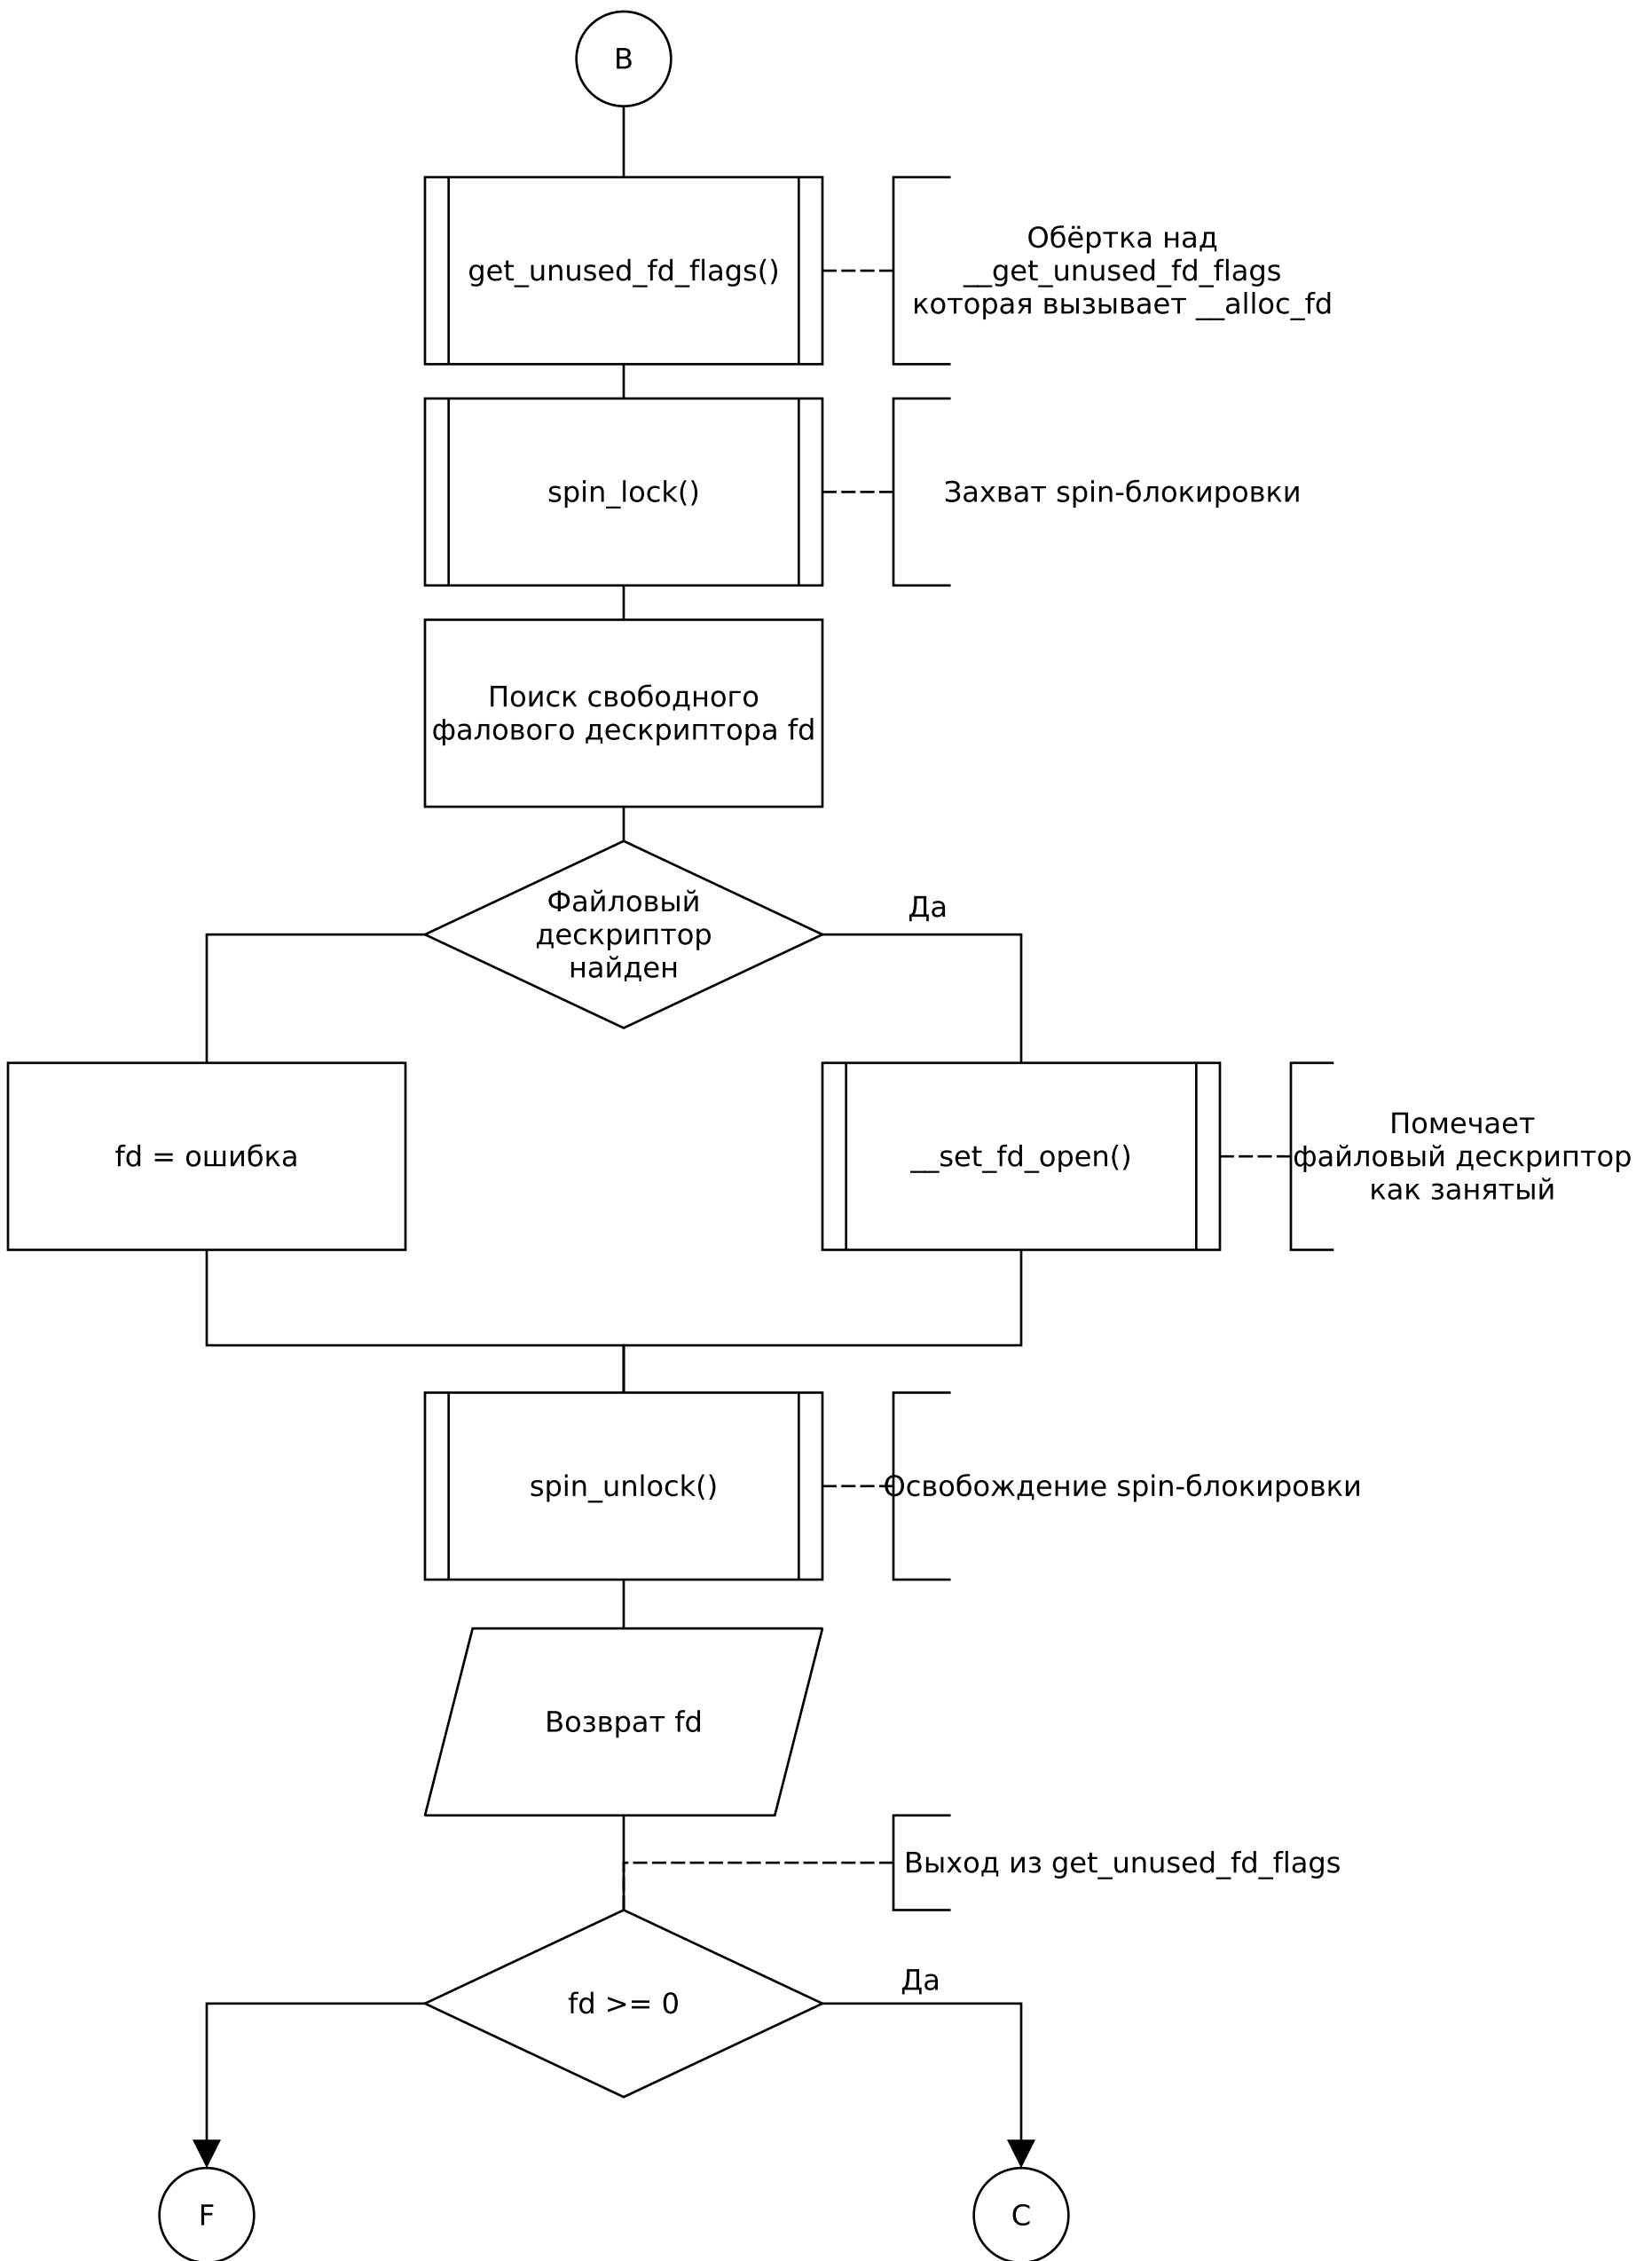 B
get_unused_fd_flags()
Обёртка над
__get_unused_fd_flags
которая вызывает __alloc_fd
spin_lock()
Захват spin-блокировки
Поиск свободного
фалового дескриптора fd
Файловый
дескриптор
найден
Да
fd = ошибка
__set_fd_open()
Помечает
файловый дескриптор
как занятый
spin_unlock()
Освобождение spin-блокировки
Возврат fd
Выход из get_unused_fd_flags
fd >= 0
Да
F
C